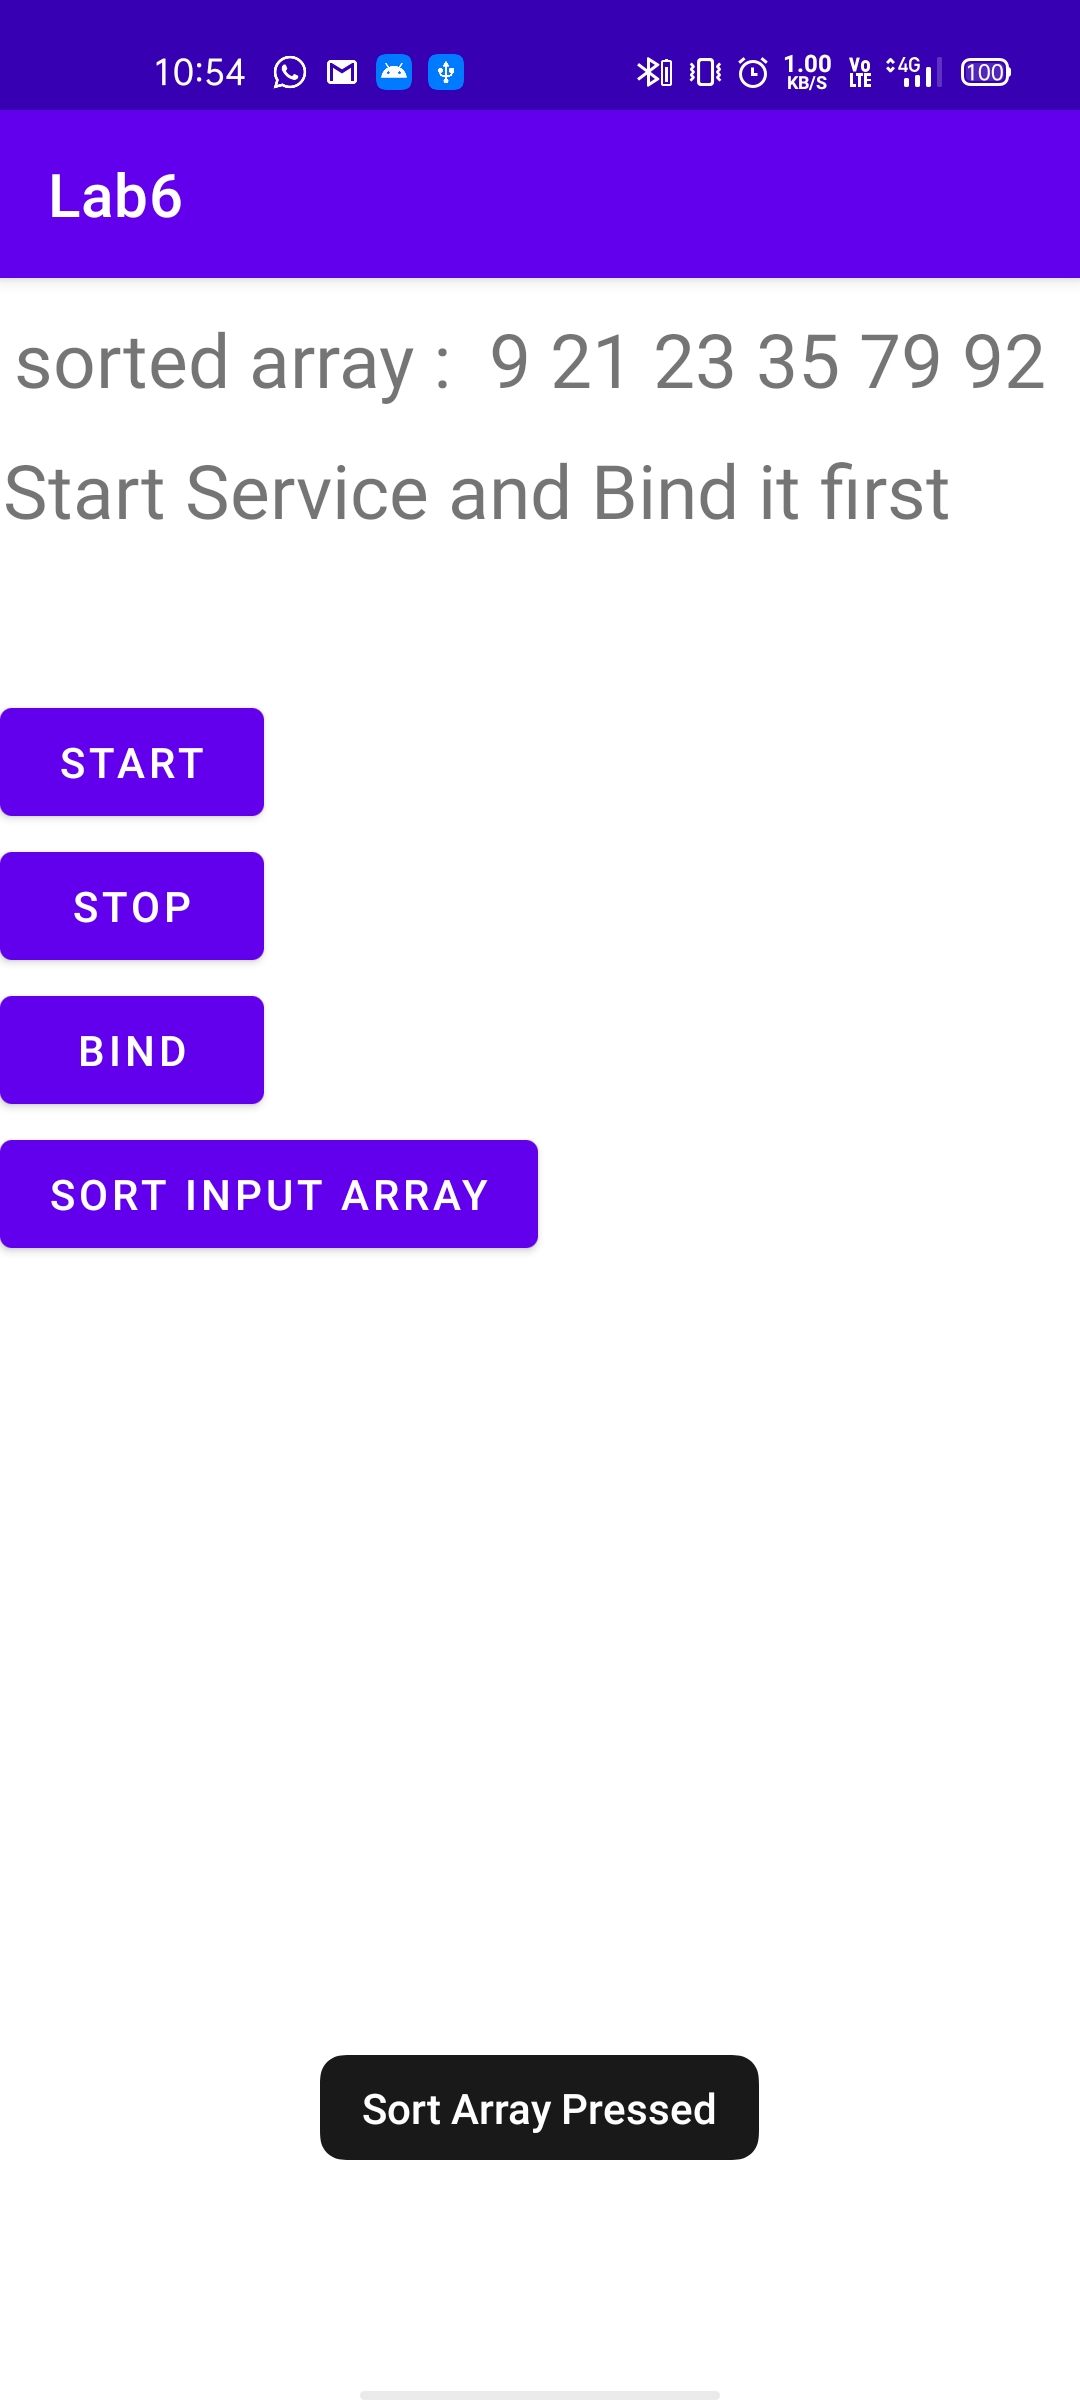 10:54 1.00 KB/S Vo LTE 4G 100
Lab6
sorted array : 9 21 23 35 79 92
Start Service and Bind it first
START
STOP
BIND
SORT INPUT ARRAY
Sort Array Pressed